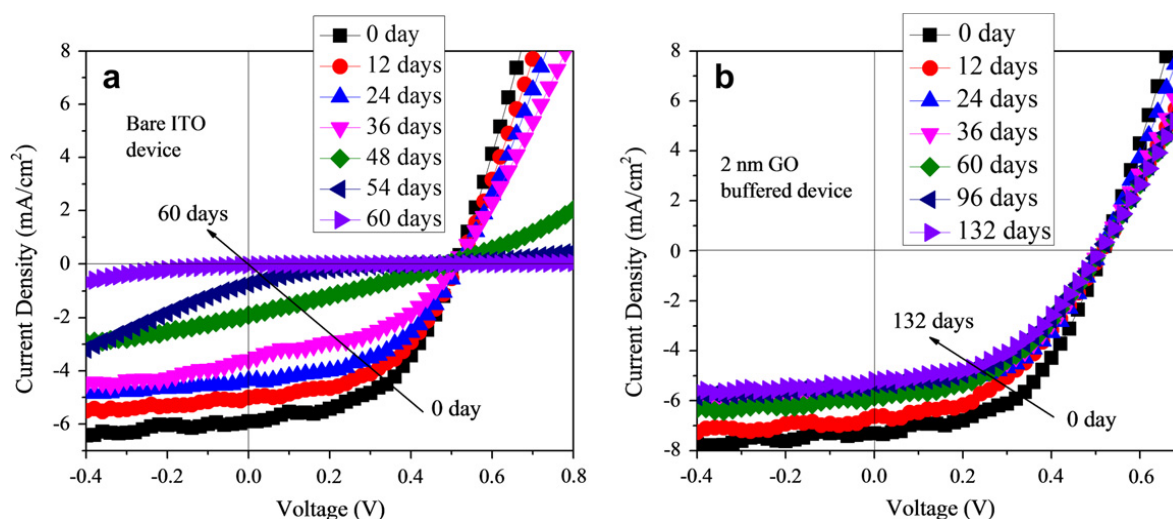 a
Bare ITO
device
0 day
12 days
24 days
36 days
48 days
54 days
60 days
60 days
0 day
8
6
4
2
0
-2
-4
-6
-0.4
-0.2
0.0
0.2
0.4
0.6
0.8
Current Density (mA/cm²)
Voltage (V)
b
2 nm GO
buffered device
0 day
12 days
24 days
36 days
60 days
96 days
132 days
132 days
0 day
8
6
4
2
0
-2
-4
-6
-8
-0.4
-0.2
0.0
0.2
0.4
0.6
Current Density (mA/cm²)
Voltage (V)